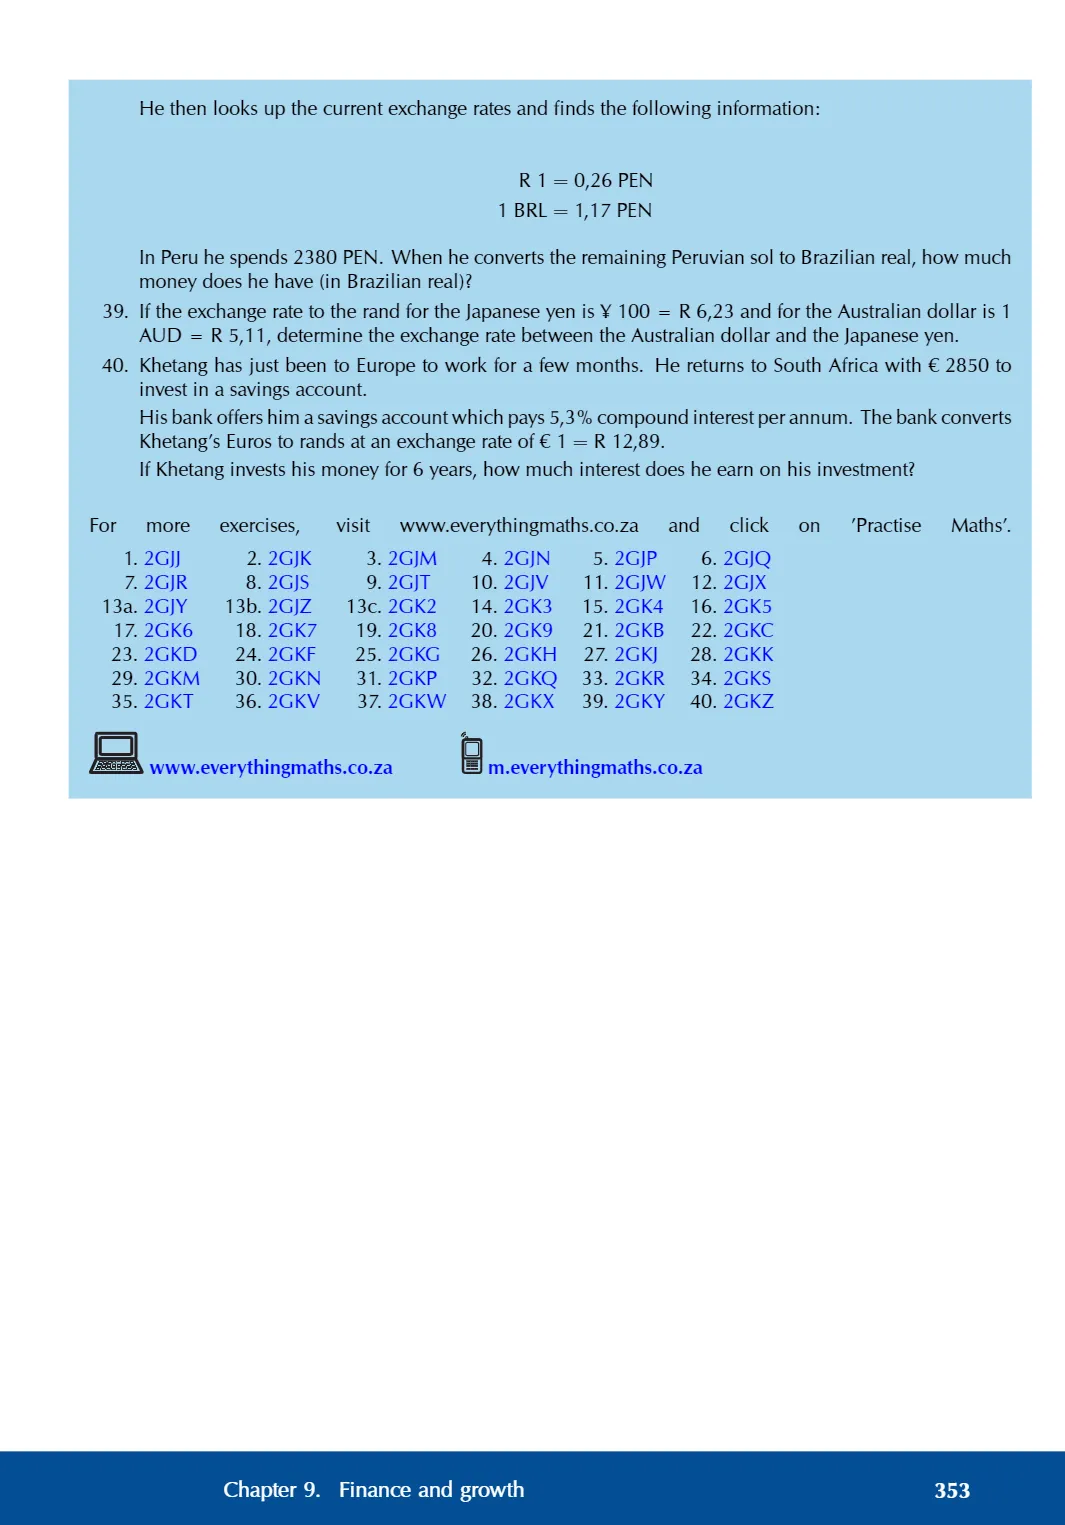 He then looks up the current exchange rates and finds the following information:
R 1 = 0,26 PEN
1 BRL = 1,17 PEN
In Peru he spends 2380 PEN. When he converts the remaining Peruvian sol to Brazilian real, how much
money does he have (in Brazilian real)?
39. If the exchange rate to the rand for the Japanese yen is ¥ 100 = R 6,23 and for the Australian dollar is 1
AUD = R 5,11, determine the exchange rate between the Australian dollar and the Japanese yen.
40. Khetang has just been to Europe to work for a few months. He returns to South Africa with € 2850 to
invest in a savings account.
His bank offers him a savings account which pays 5,3% compound interest per annum. The bank converts
Khetang's Euros to rands at an exchange rate of € 1 = R 12,89.
If Khetang invests his money for 6 years, how much interest does he earn on his investment?
For more exercises, visit www.everythingmaths.co.za and click on ’Practise Maths’.
1. 2GJJ 2. 2GJK 3. 2GJM 4. 2GJN 5. 2GJP 6. 2GJQ
7. 2GJR 8. 2GJS 9. 2GJT 10. 2GJV 11. 2GJW 12. 2GJX
13a. 2GJY 13b. 2GJZ 13c. 2GK2 14. 2GK3 15. 2GK4 16. 2GK5
17. 2GK6 18. 2GK7 19. 2GK8 20. 2GK9 21. 2GKB 22. 2GKC
23. 2GKD 24. 2GKF 25. 2GKG 26. 2GKH 27. 2GKJ 28. 2GKK
29. 2GKM 30. 2GKN 31. 2GKP 32. 2GKQ 33. 2GKR 34. 2GKS
35. 2GKT 36. 2GKV 37. 2GKW 38. 2GKX 39. 2GKY 40. 2GKZ
www.everythingmaths.co.za m.everythingmaths.co.za
Chapter 9. Finance and growth 353